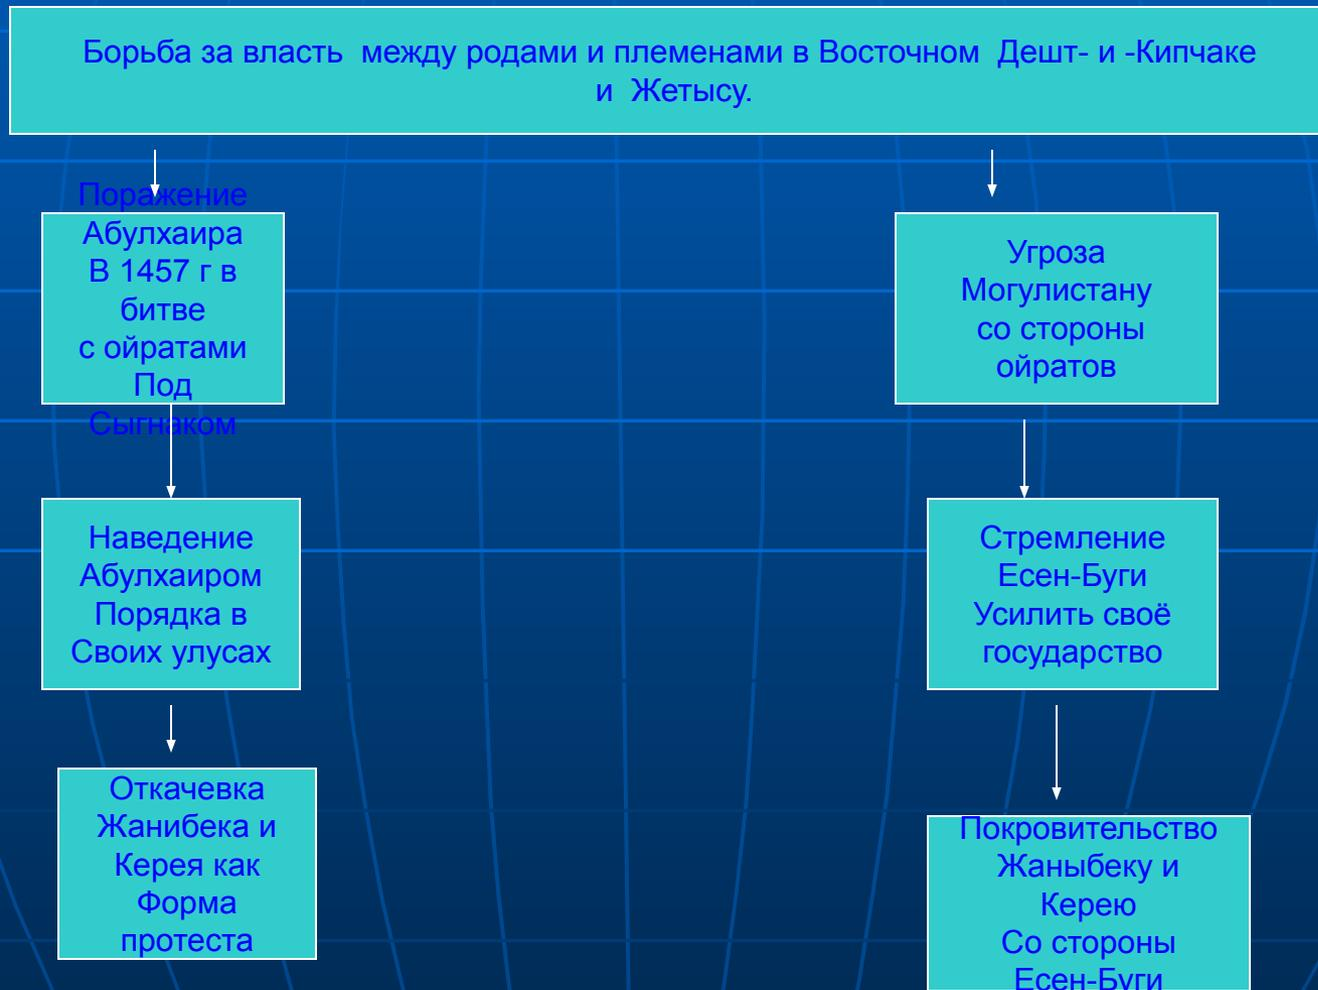 Борьба за власть между родами и племенами в Восточном Дешт- и -Кипчаке
и Жетысу.
Поражение
Абулхаира
В 1457 г в
битве
с ойратами
Под
Сыгнаком
Угроза
Могулистану
со стороны
ойратов
Наведение
Абулхаиром
Порядка в
Своих улусах
Стремление
Есен-Буги
Усилить своё
государство
Откачевка
Жанибека и
Керея как
Форма
протеста
Покровительство
Жаныбеку и
Керею
Со стороны
Есен-Буги